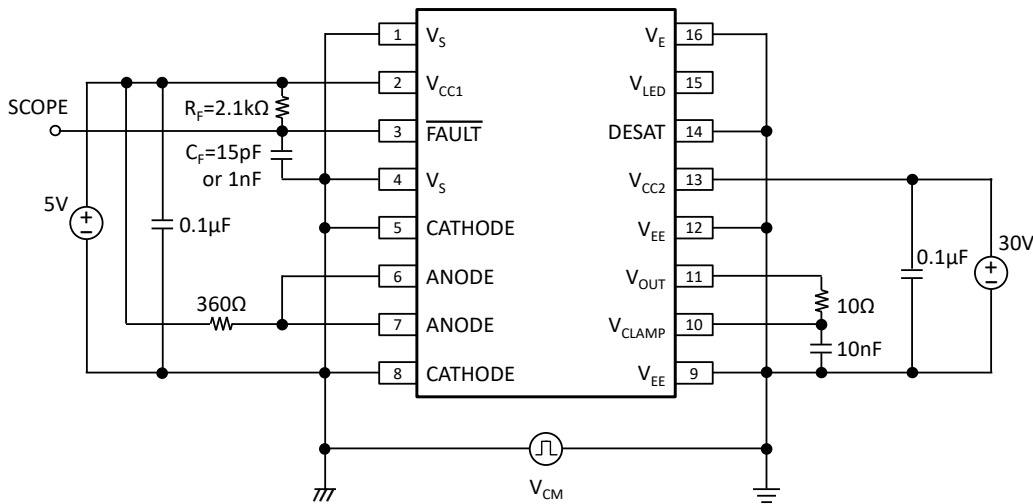 1 V_S V_E 16
2 V_CC1 V_LED 15
SCOPE R_F=2.1kΩ
3 FAULT DESAT 14
C_F=15pF
or 1nF
4 V_S V_CC2 13
5V 0.1μF
5 CATHODE V_EE 12
0.1μF 30V
6 ANODE V_OUT 11
360Ω 10Ω
7 ANODE V_CLAMP 10
10nF
8 CATHODE V_EE 9
V_CM